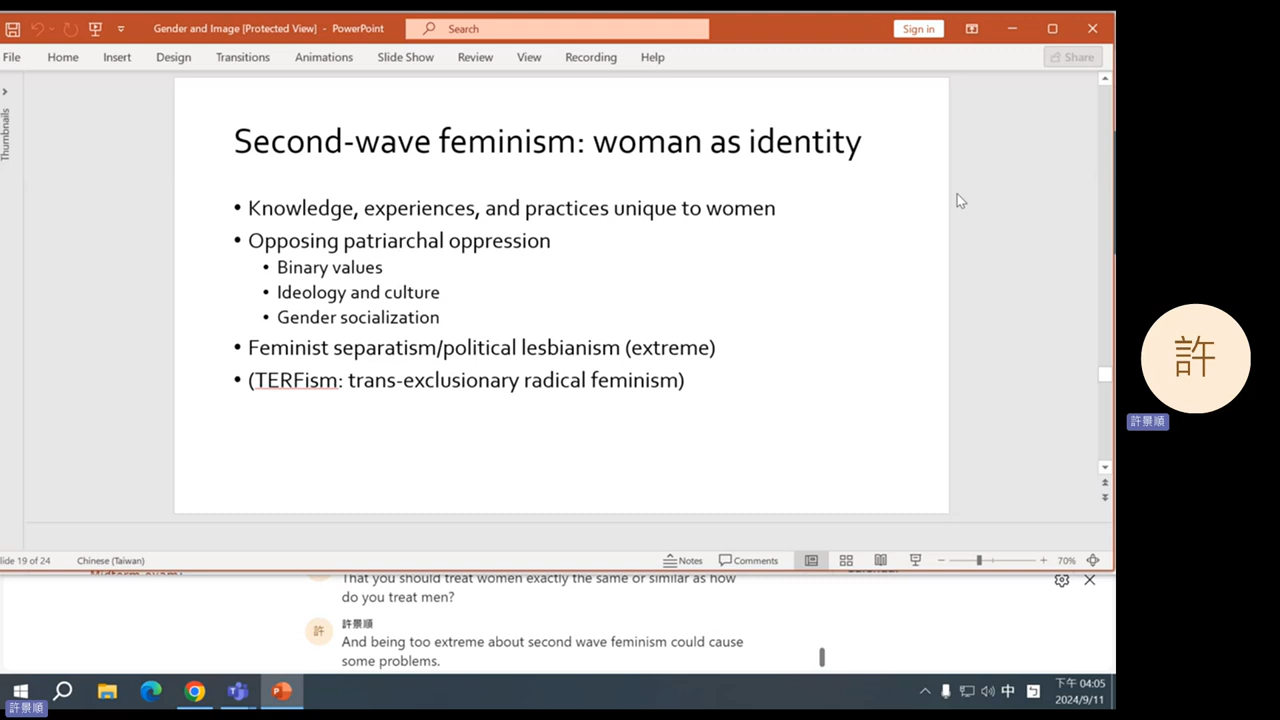 Gender and Image [Protected View] - PowerPoint
Search
Sign in
File Home Insert Design Transitions Animations Slide Show Review View Recording Help
Share
Thumbnails
Second-wave feminism: woman as identity
• Knowledge, experiences, and practices unique to women
• Opposing patriarchal oppression
• Binary values
• Ideology and culture
• Gender socialization
• Feminist separatism/political lesbianism (extreme)
• (TERFism: trans-exclusionary radical feminism)
許
許景順
lide 19 of 24 Chinese (Taiwan) Notes Comments 70%
That you should treat women exactly the same or similar as how
do you treat men?
許
許景順
And being too extreme about second wave feminism could cause
some problems.
中
下午 04:05
2024/9/11
許景順